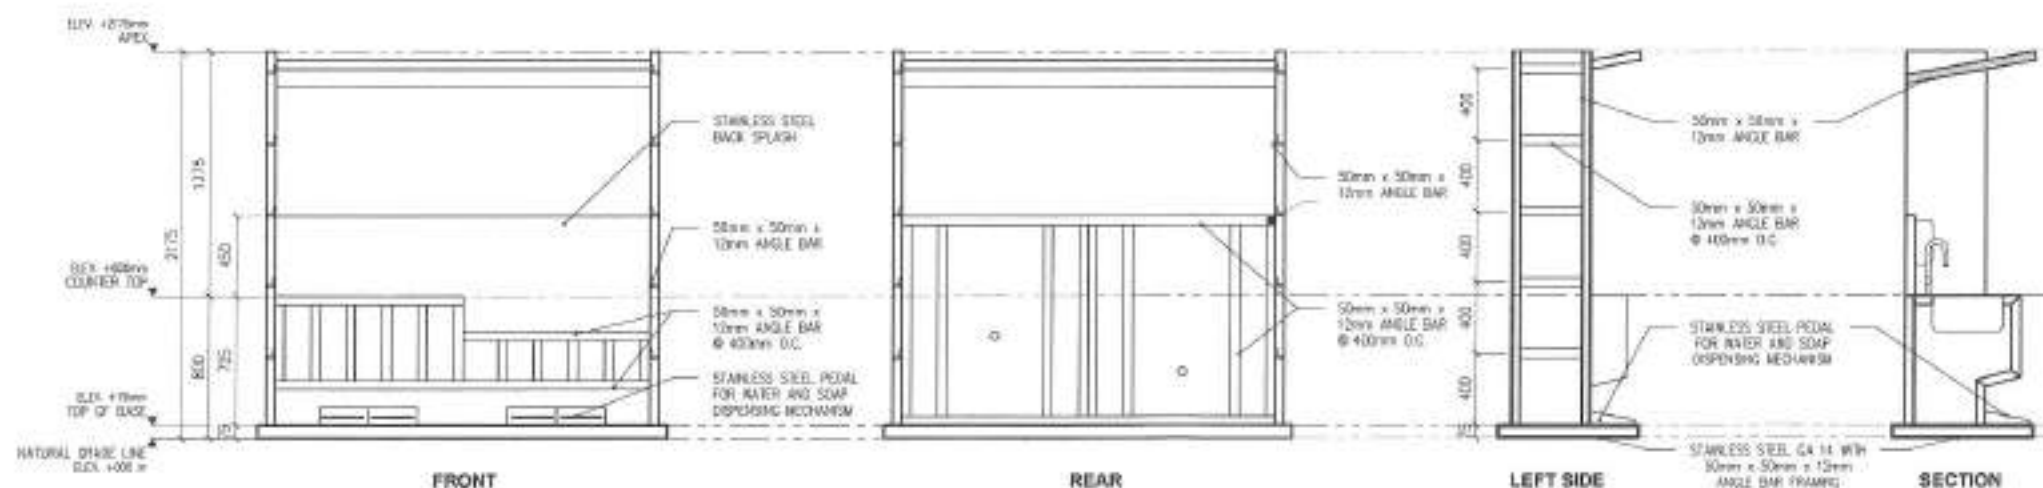 ELEV. +2175mm
APEX
2175
1375
450
ELEV. +800mm
COUNTER TOP
800
725
ELEV. +75mm
TOP OF BASE
75
NATURAL GRADE LINE
ELEV.
STAINLESS STEEL
BACK SPLASH
50mm x 50mm x
12mm ANGLE BAR
50mm x 50mm x
12mm ANGLE BAR
@ 400mm O.C.
STAINLESS STEEL PEDAL
FOR WATER AND SOAP
DISPENSING MECHANISM
FRONT
50mm x 50mm x
12mm ANGLE BAR
50mm x 50mm x
12mm ANGLE BAR
@ 400mm O.C.
REAR
400
400
400
400
400
50mm x 50mm x
12mm ANGLE BAR
50mm x 50mm x
12mm ANGLE BAR
@ 400mm O.C.
STAINLESS STEEL PEDAL
FOR WATER AND SOAP
DISPENSING MECHANISM
STAINLESS STEEL GA 14 WITH
50mm x 50mm x 12mm
ANGLE BAR FRAMING
LEFT SIDE
SECTION